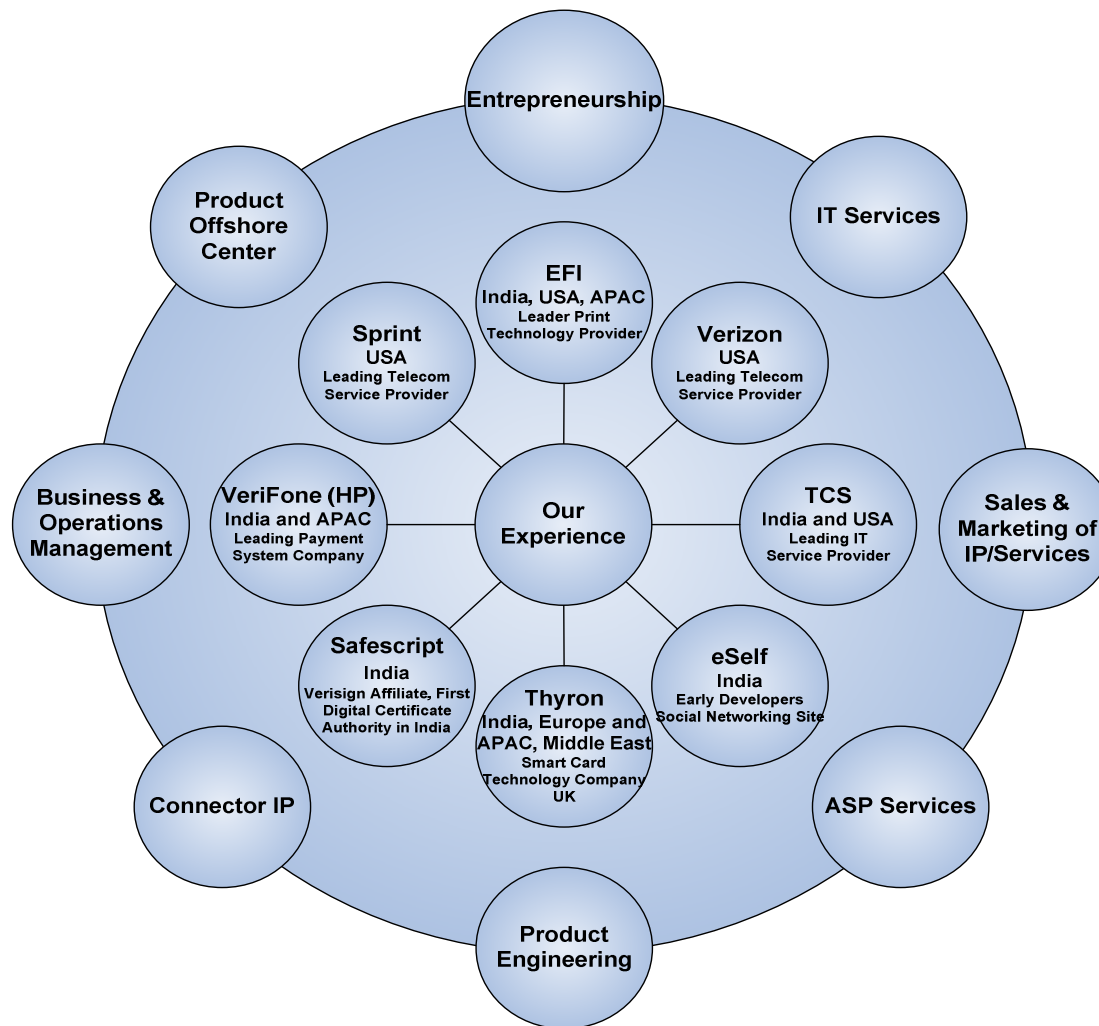 Entrepreneurship
Product
Offshore
Center
IT Services
EFI
India, USA, APAC
Leader Print
Technology Provider
Sprint
USA
Leading Telecom
Service Provider
Verizon
USA
Leading Telecom
Service Provider
Business &
Operations
Management
VeriFone (HP)
India and APAC
Leading Payment
System Company
Our
Experience
TCS
India and USA
Leading IT
Service Provider
Sales &
Marketing of
IP/Services
Safescript
India
Verisign Affiliate, First
Digital Certificate
Authority in India
Thyron
India, Europe and
APAC, Middle East
Smart Card
Technology Company
UK
eSelf
India
Early Developers
Social Networking Site
Connector IP
ASP Services
Product
Engineering